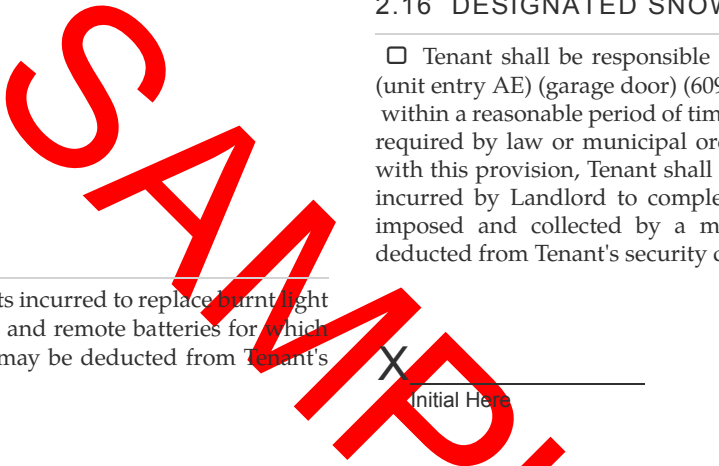 ts incurred to replace burnt light
and remote batteries for which
may be deducted from Tenant's
2.16 DESIGNATED SNOW
Tenant shall be responsible
(unit entry AE) (garage door) (609
within a reasonable period of tim
required by law or municipal or
with this provision, Tenant shall
incurred by Landlord to comple
imposed and collected by a m
deducted from Tenant's security
X
Initial Here
SAMP